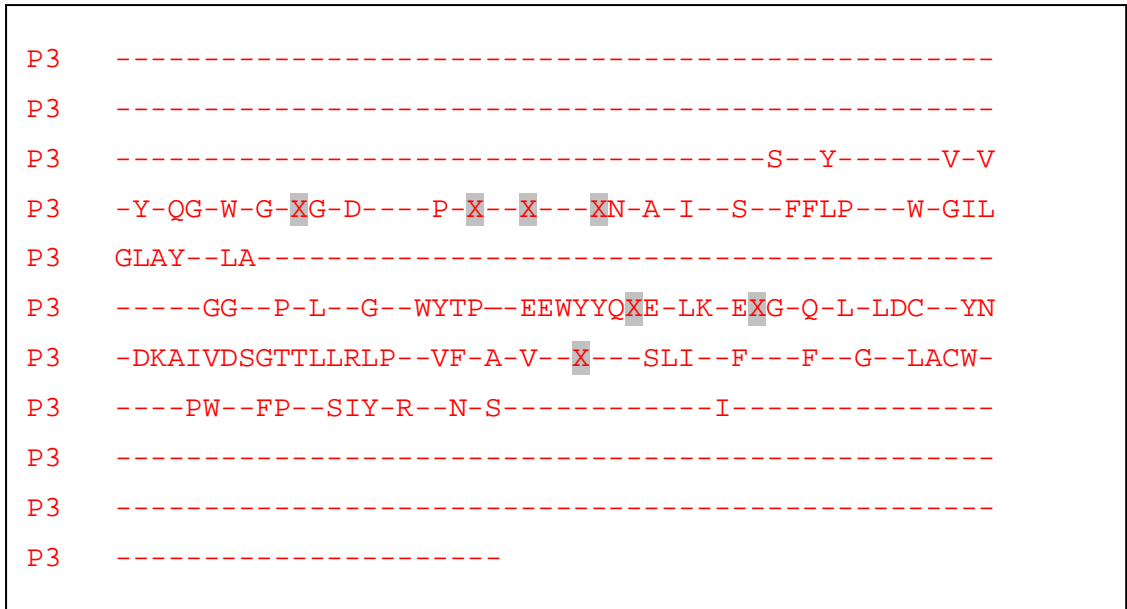 P3 --------------------------------------------------
P3 --------------------------------------------------
P3 -------------------------------------S--Y------V-V
P3 -Y-QG-W-G-XG-D----P-X--X---XN-A-I--S--FFLP---W-GIL
P3 GLAY--LA------------------------------------------
P3 -----GG--P-L--G--WYTP—-EEWYYQXE-LK-EXG-Q-L-LDC--YN
P3 -DKAIVDSGTTLLRLP--VF-A-V--X---SLI--F---F--G--LACW-
P3 ----PW--FP--SIY-R--N-S------------I---------------
P3 --------------------------------------------------
P3 --------------------------------------------------
P3 ----------------------